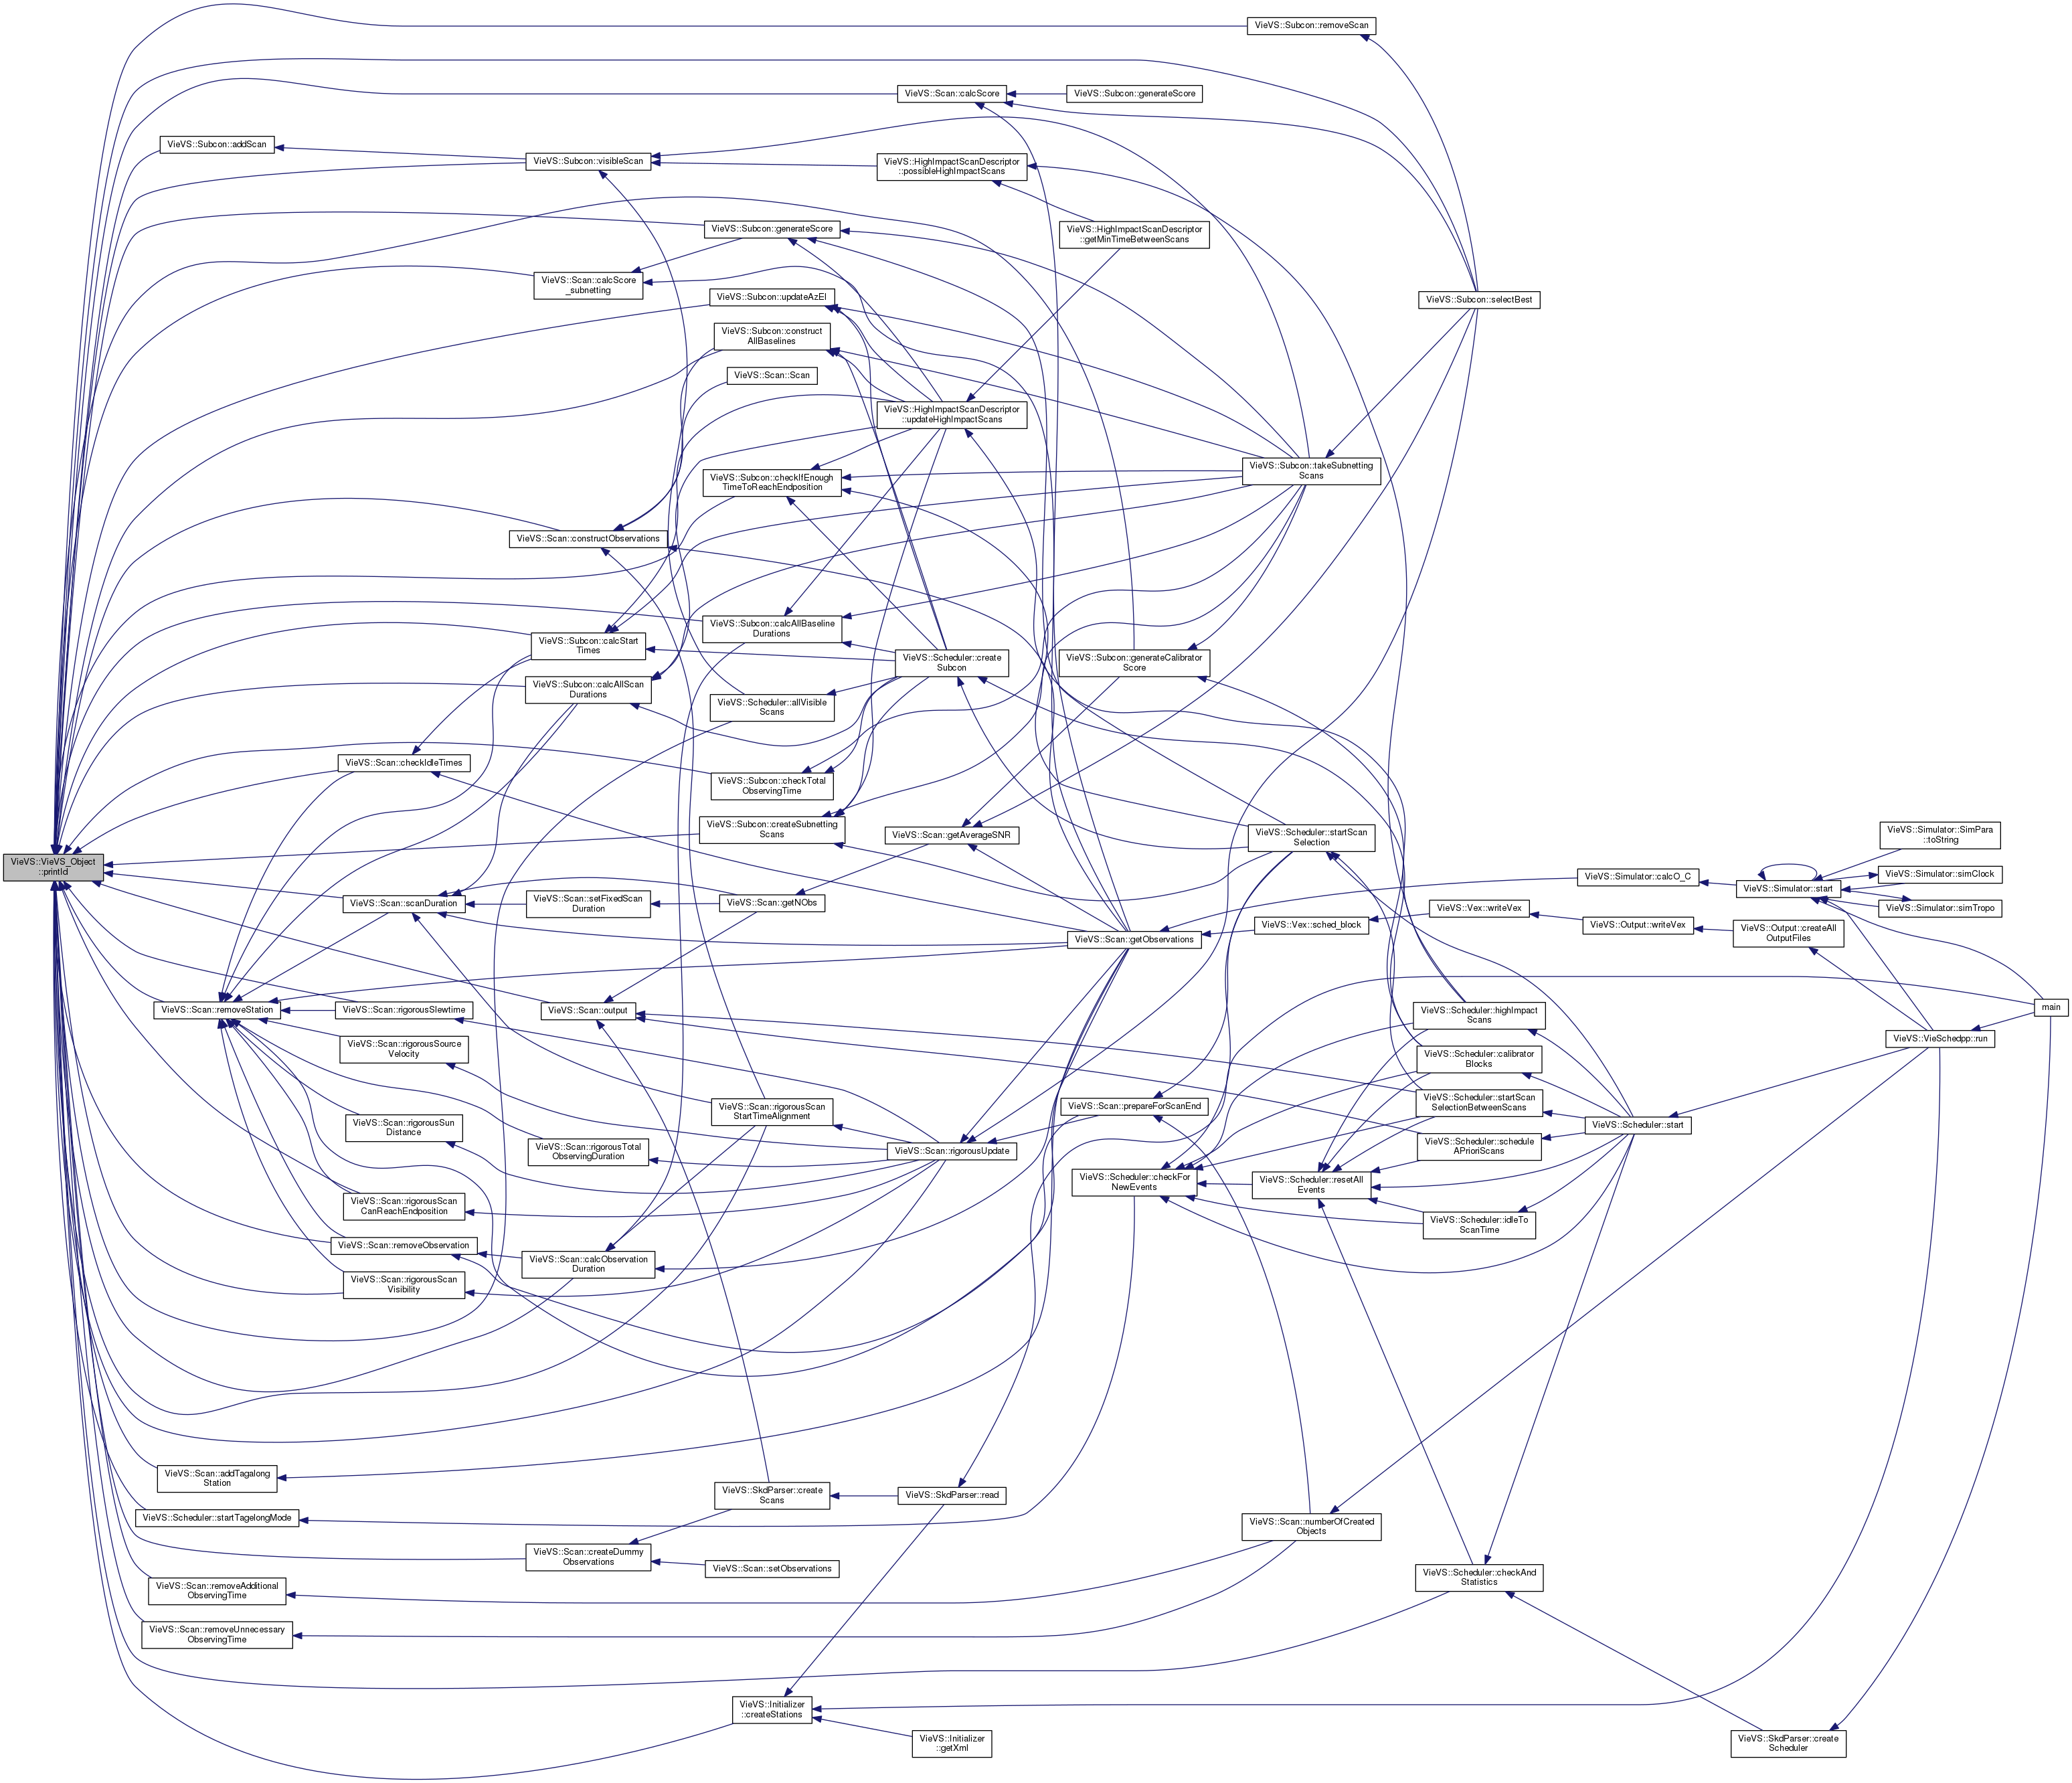 VieVS::Subcon::removeScan
VieVS::Scan::calcScore
VieVS::Subcon::generateScore
VieVS::Subcon::addScan
VieVS::Subcon::visibleScan
VieVS::HighImpactScanDescriptor
::possibleHighImpactScans
VieVS::Subcon::generateScore
VieVS::HighImpactScanDescriptor
::getMinTimeBetweenScans
VieVS::Scan::calcScore
_subnetting
VieVS::Subcon::updateAzEl
VieVS::Subcon::selectBest
VieVS::Subcon::construct
AllBaselines
VieVS::Scan::Scan
VieVS::HighImpactScanDescriptor
::updateHighImpactScans
VieVS::Subcon::checkIfEnough
TimeToReachEndposition
VieVS::Subcon::takeSubnetting
Scans
VieVS::Scan::constructObservations
VieVS::Subcon::calcAllBaseline
Durations
VieVS::Subcon::calcStart
Times
VieVS::Scheduler::create
Subcon
VieVS::Subcon::generateCalibrator
Score
VieVS::Subcon::calcAllScan
Durations
VieVS::Scheduler::allVisible
Scans
VieVS::Scan::checkIdleTimes
VieVS::Subcon::checkTotal
ObservingTime
VieVS::Subcon::createSubnetting
Scans
VieVS::Scan::getAverageSNR
VieVS::Scheduler::startScan
Selection
VieVS::Simulator::SimPara
::toString
VieVS::VieVS_Object
::printId
VieVS::Simulator::calcO_C
VieVS::Simulator::start
VieVS::Simulator::simClock
VieVS::Scan::scanDuration
VieVS::Scan::setFixedScan
Duration
VieVS::Scan::getNObs
VieVS::Vex::writeVex
VieVS::Simulator::simTropo
VieVS::Scan::getObservations
VieVS::Vex::sched_block
VieVS::Output::writeVex
VieVS::Output::createAll
OutputFiles
VieVS::Scan::removeStation
VieVS::Scan::rigorousSlewtime
VieVS::Scan::output
VieVS::Scheduler::highImpact
Scans
main
VieVS::Scan::rigorousSource
Velocity
VieVS::Scheduler::calibrator
Blocks
VieVS::VieSchedpp::run
VieVS::Scan::rigorousSun
Distance
VieVS::Scan::rigorousScan
StartTimeAlignment
VieVS::Scan::prepareForScanEnd
VieVS::Scheduler::startScan
SelectionBetweenScans
VieVS::Scheduler::start
VieVS::Scan::rigorousTotal
ObservingDuration
VieVS::Scan::rigorousUpdate
VieVS::Scheduler::schedule
APrioriScans
VieVS::Scheduler::checkFor
NewEvents
VieVS::Scheduler::resetAll
Events
VieVS::Scan::rigorousScan
CanReachEndposition
VieVS::Scheduler::idleTo
ScanTime
VieVS::Scan::removeObservation
VieVS::Scan::calcObservation
Duration
VieVS::Scan::rigorousScan
Visibility
VieVS::Scan::addTagalong
Station
VieVS::SkdParser::create
Scans
VieVS::SkdParser::read
VieVS::Scheduler::startTagelongMode
VieVS::Scan::numberOfCreated
Objects
VieVS::Scan::createDummy
Observations
VieVS::Scan::setObservations
VieVS::Scheduler::checkAnd
Statistics
VieVS::Scan::removeAdditional
ObservingTime
VieVS::Scan::removeUnnecessary
ObservingTime
VieVS::Initializer
::createStations
VieVS::Initializer
::getXml
VieVS::SkdParser::create
Scheduler